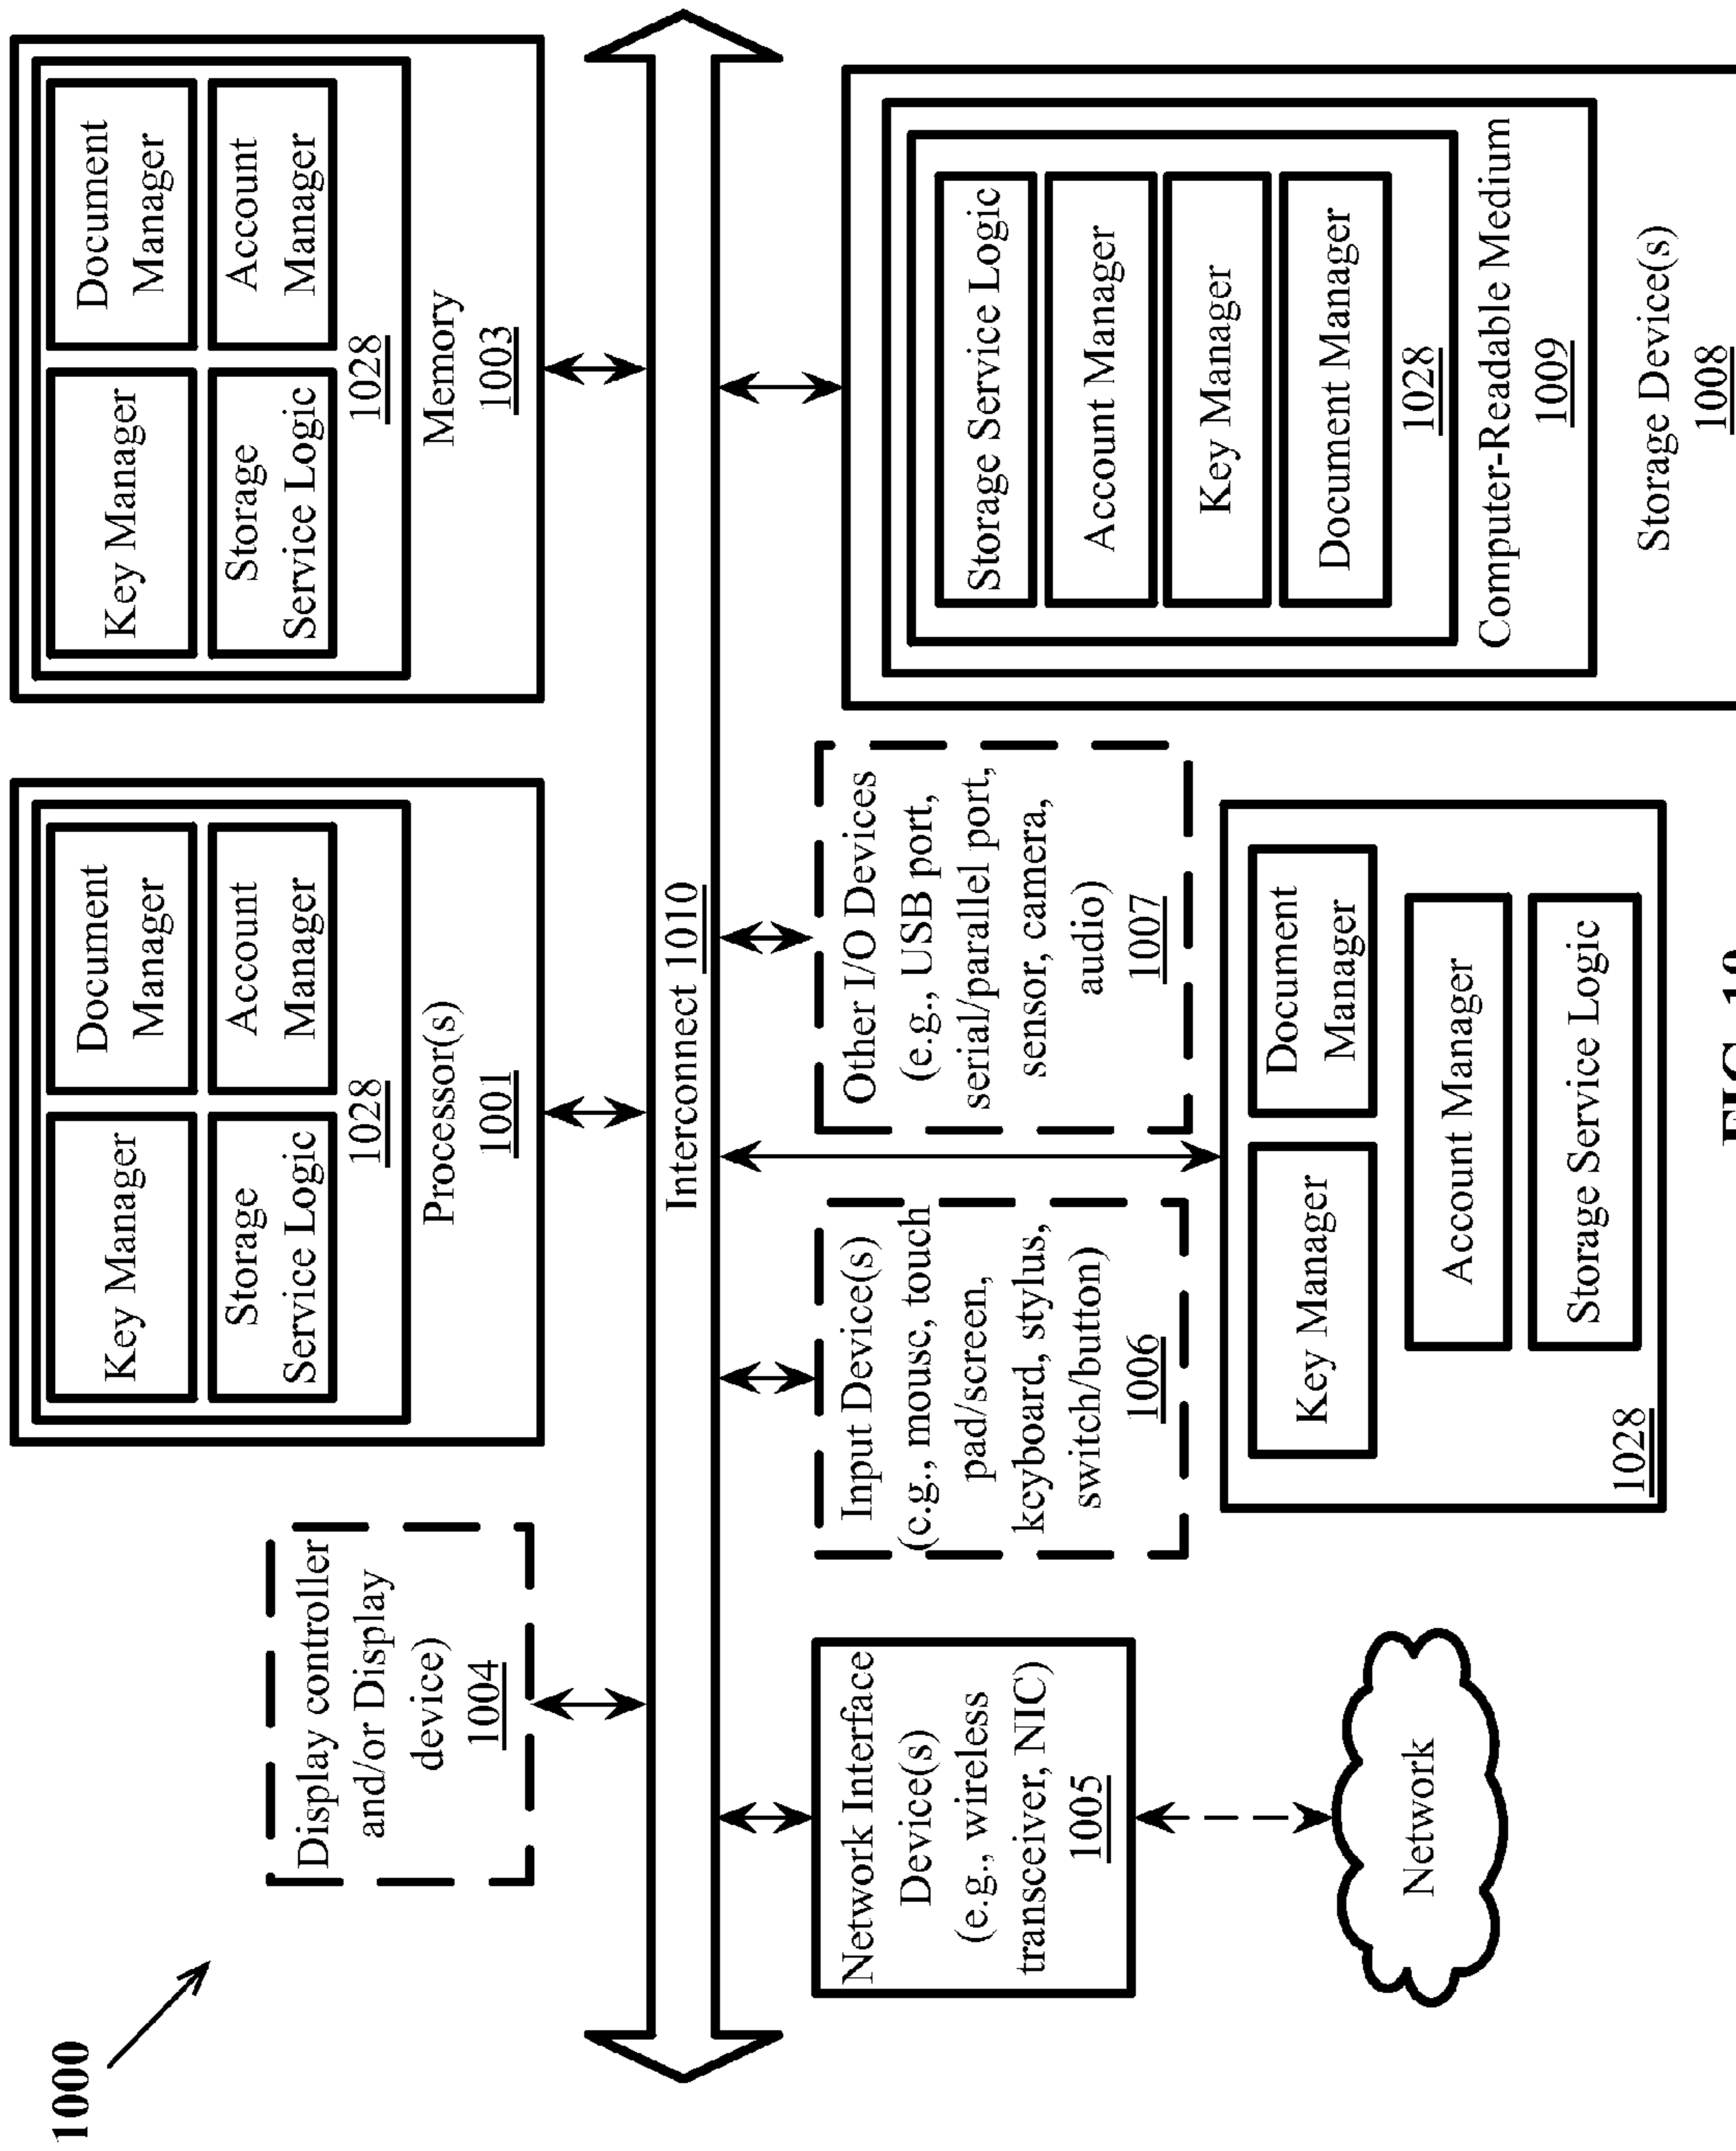 1000
Display controller
and/or Display
device)
1004
Key Manager
Document
Manager
Storage
Service Logic
Account
Manager
1028
Processor(s)
1001
Key Manager
Document
Manager
Storage
Service Logic
Account
Manager
1028
Memory
1003
Interconnect 1010
Network Interface
Device(s)
(e.g., wireless
transceiver, NIC)
1005
Network
Input Device(s)
(e.g., mouse, touch
pad/screen,
keyboard, stylus,
switch/button)
1006
Other I/O Devices
(e.g., USB port,
serial/parallel port,
sensor, camera,
audio)
1007
Key Manager
Document
Manager
Account Manager
Storage Service Logic
1028
Storage Service Logic
Account Manager
Key Manager
Document Manager
1028
Computer-Readable Medium
1009
Storage Device(s)
1008